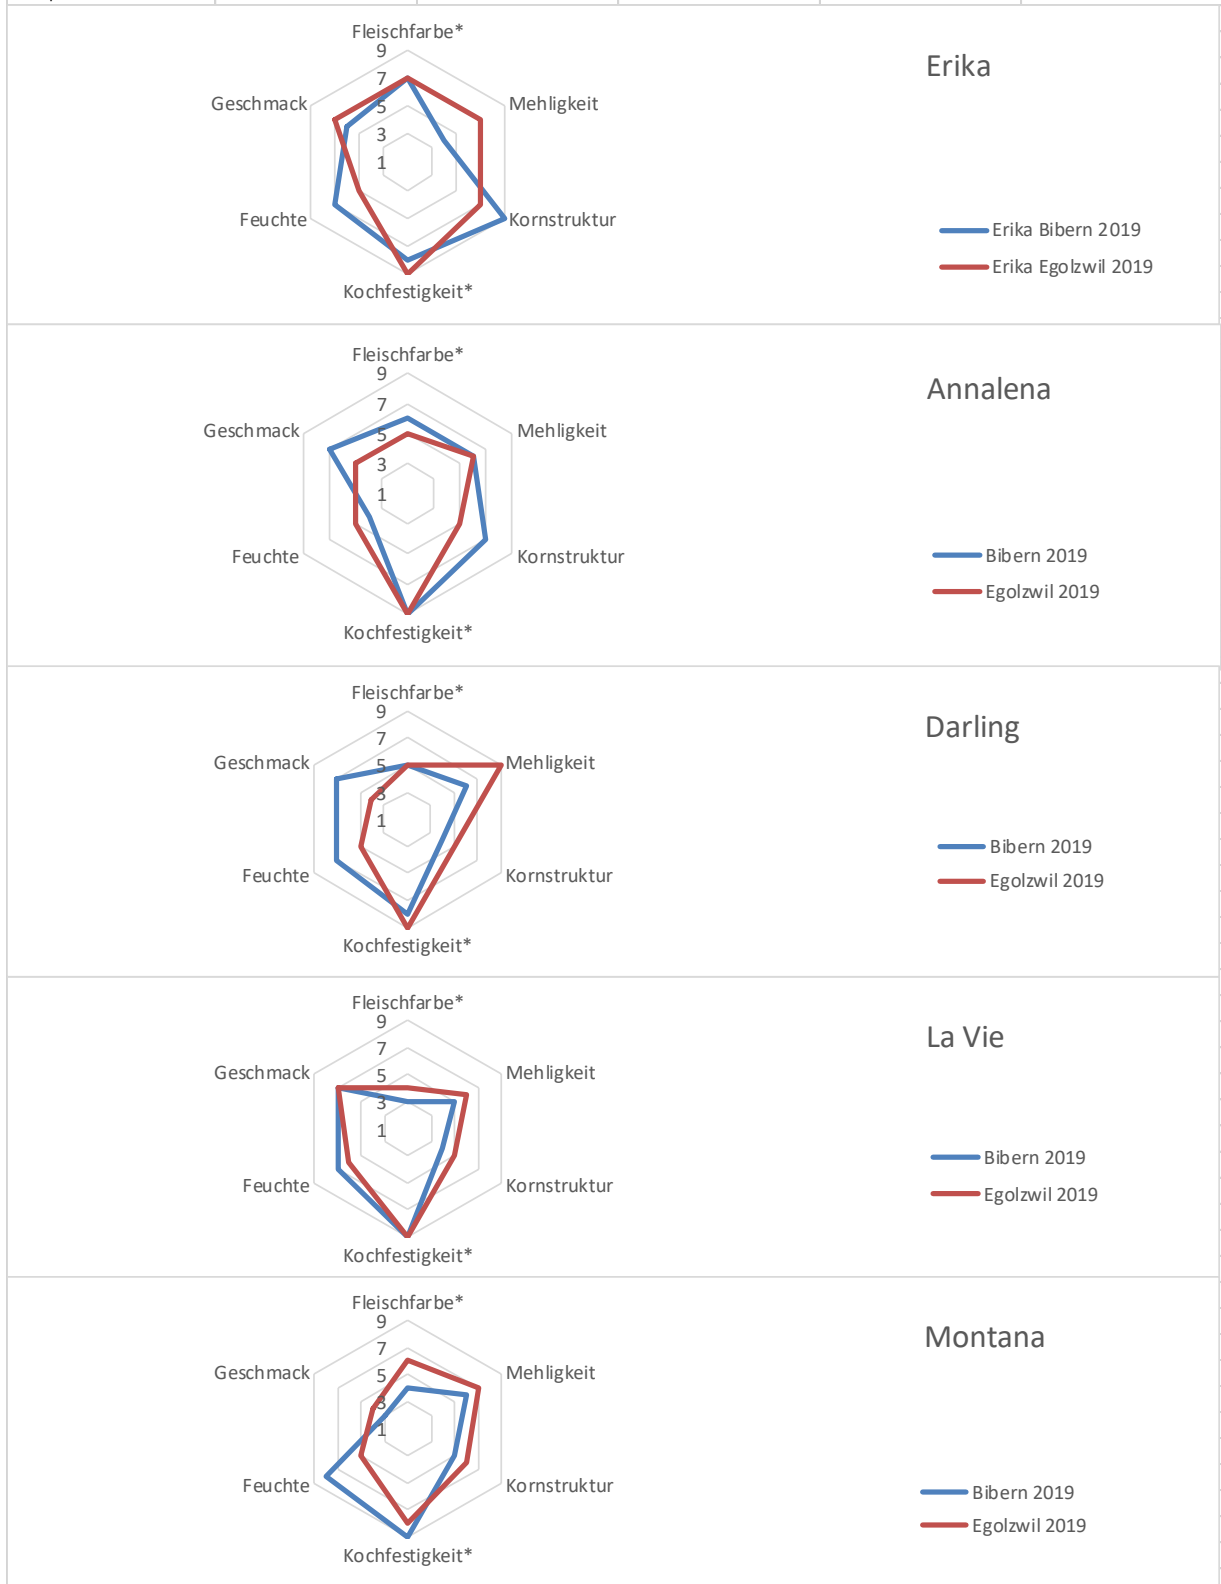 Fleischfarbe*
9
7
5
3
1
Geschmack
Mehligkeit
Feuchte
Kornstruktur
Kochfestigkeit*
Erika
Erika Bibern 2019
Erika Egolzwil 2019
Fleischfarbe*
9
7
5
3
1
Geschmack
Mehligkeit
Feuchte
Kornstruktur
Kochfestigkeit*
Annalena
Bibern 2019
Egolzwil 2019
Fleischfarbe*
9
7
5
3
1
Geschmack
Mehligkeit
Feuchte
Kornstruktur
Kochfestigkeit*
Darling
Bibern 2019
Egolzwil 2019
Fleischfarbe*
9
7
5
3
1
Geschmack
Mehligkeit
Feuchte
Kornstruktur
Kochfestigkeit*
La Vie
Bibern 2019
Egolzwil 2019
Fleischfarbe*
9
7
5
3
1
Geschmack
Mehligkeit
Feuchte
Kornstruktur
Kochfestigkeit*
Montana
Bibern 2019
Egolzwil 2019